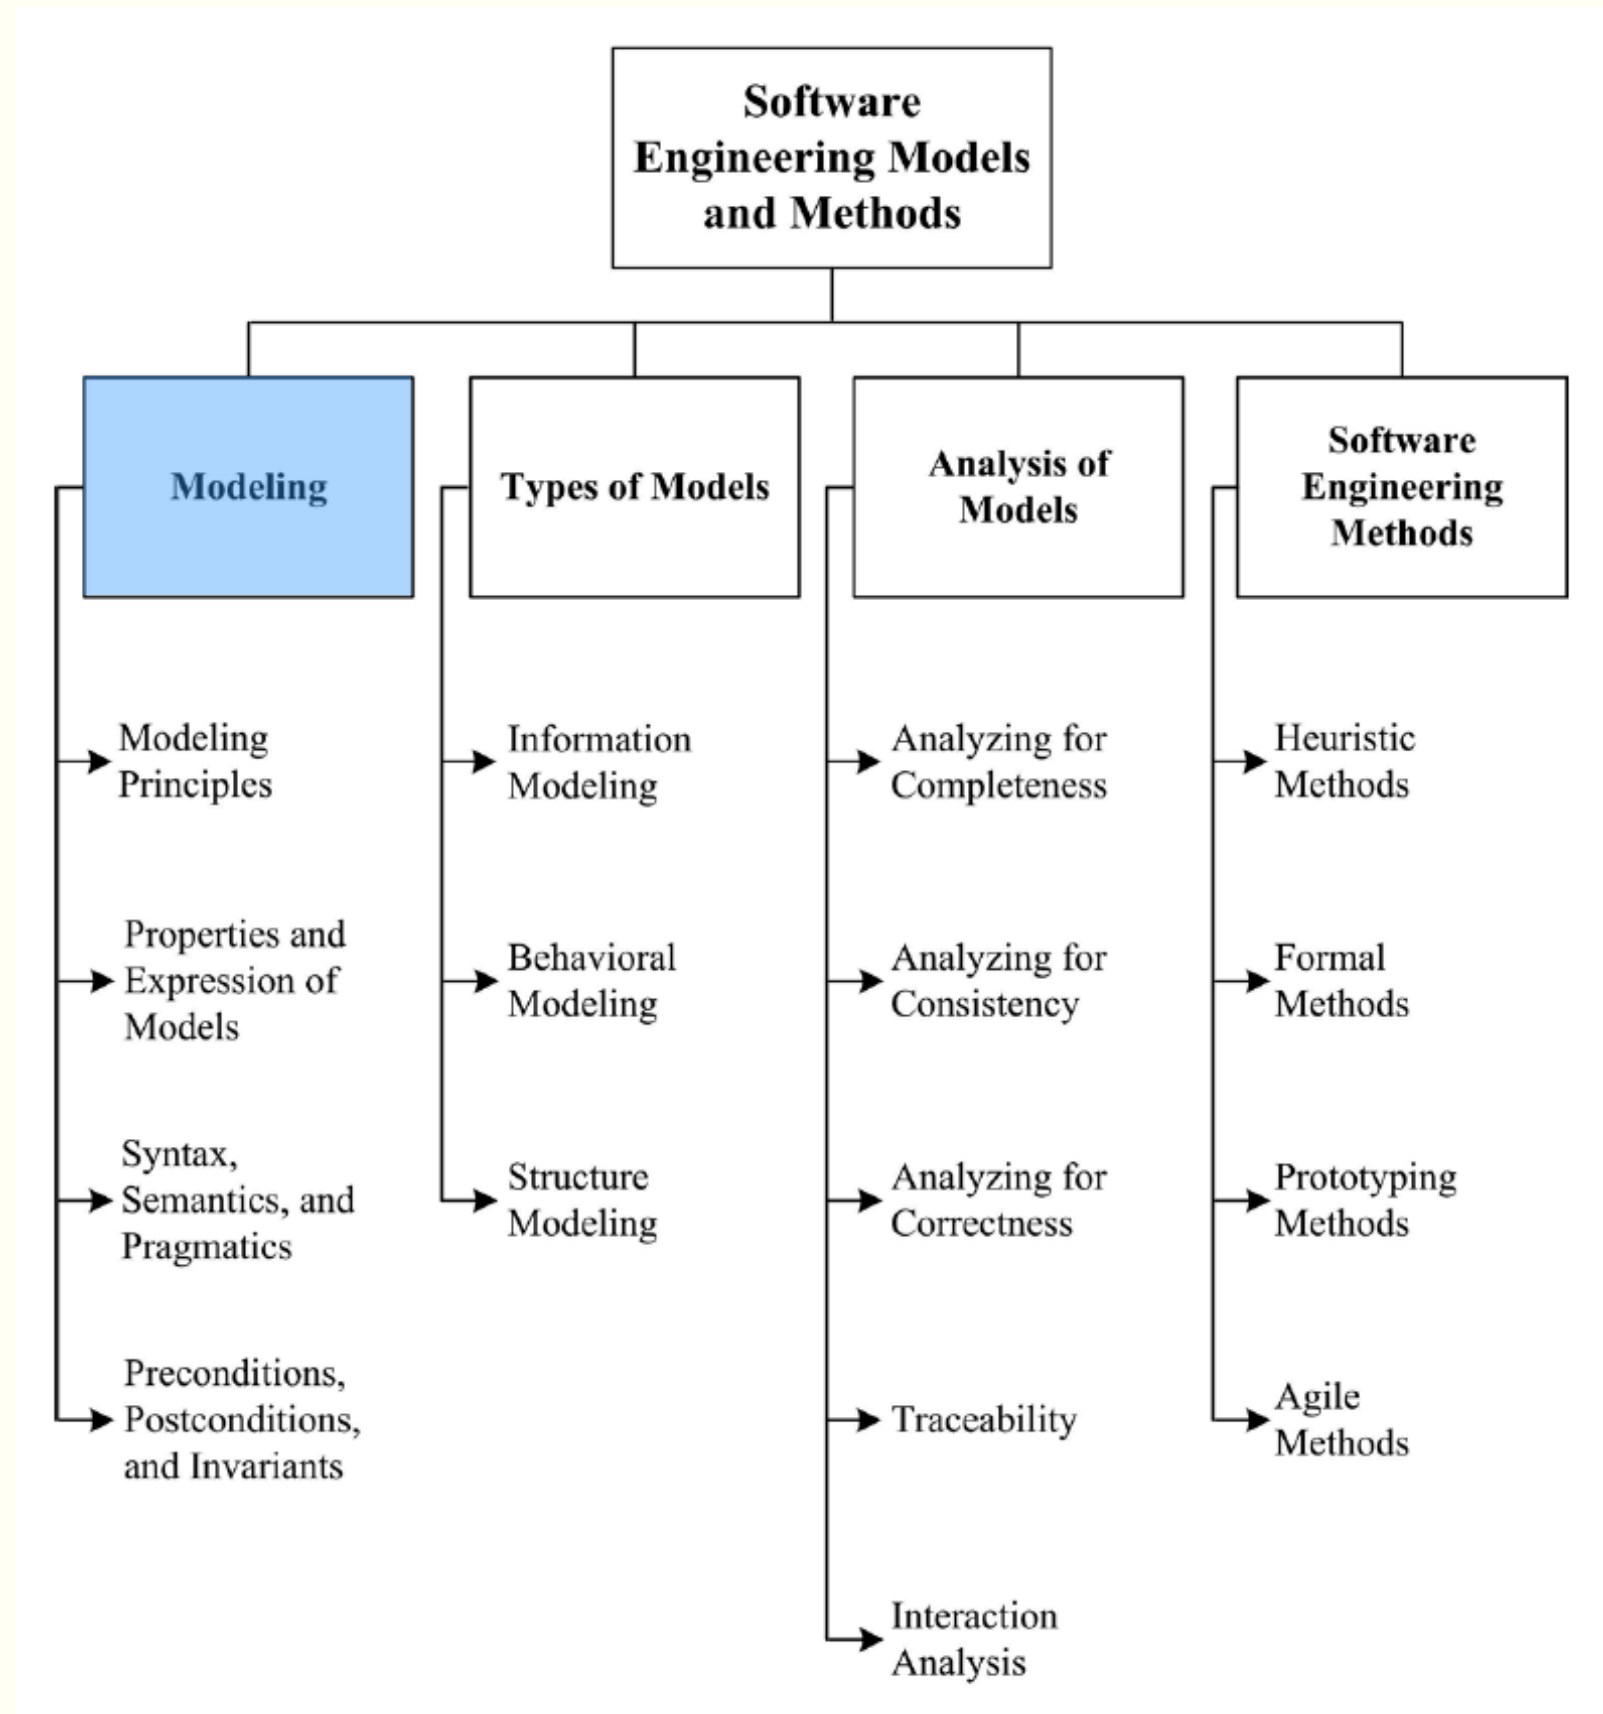 Software
Engineering Models
and Methods
Modeling
Types of Models
Analysis of
Models
Software
Engineering
Methods
Modeling
Principles
Properties and
Expression of
Models
Syntax,
Semantics, and
Pragmatics
Preconditions,
Postconditions,
and Invariants
Information
Modeling
Behavioral
Modeling
Structure
Modeling
Analyzing for
Completeness
Analyzing for
Consistency
Analyzing for
Correctness
Traceability
Interaction
Analysis
Heuristic
Methods
Formal
Methods
Prototyping
Methods
Agile
Methods